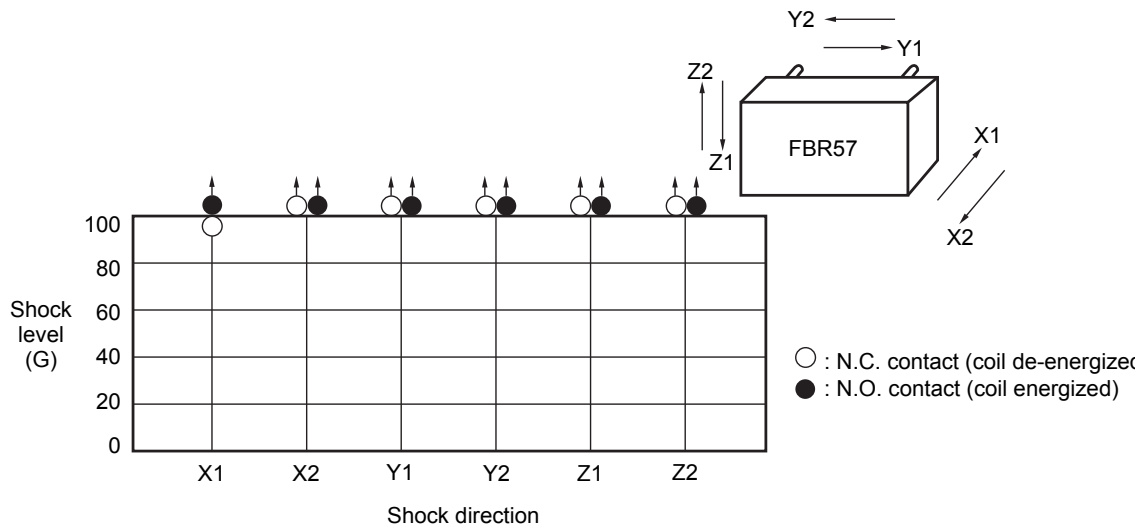 Y2
Y1
Z2
Z1
FBR57
X1
X2
100
80
60
40
20
0
Shock
level
(G)
X1 X2 Y1 Y2 Z1 Z2
Shock direction
: N.C. contact (coil de-energized
: N.O. contact (coil energized)